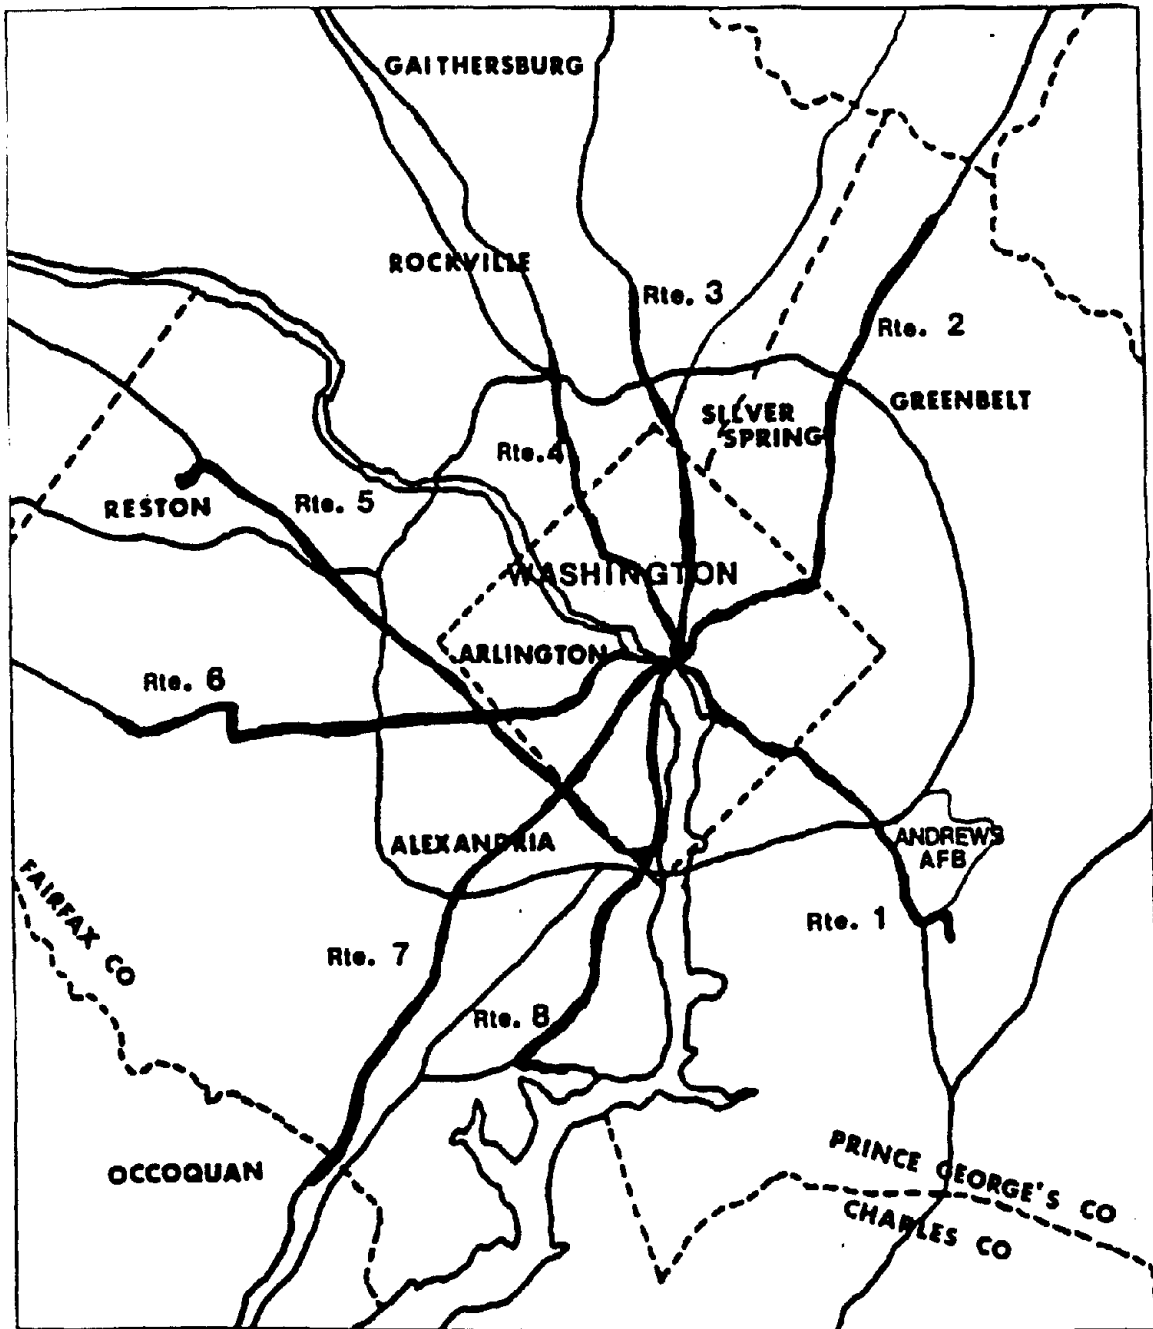 GAITHERSBURG
ROCKVILLE
Rte. 3
Rte. 2
GREENBELT
SILVER
SPRING
Rte. 4
Rte. 5
RESTON
WASHINGTON
ARLINGTON
Rte. 6
ALEXANDRIA
ANDREWS
AFB
FAIRFAX CO
Rte. 1
Rte. 7
Rte. 8
OCCOQUAN
PRINCE GEORGE'S CO
CHARLES CO